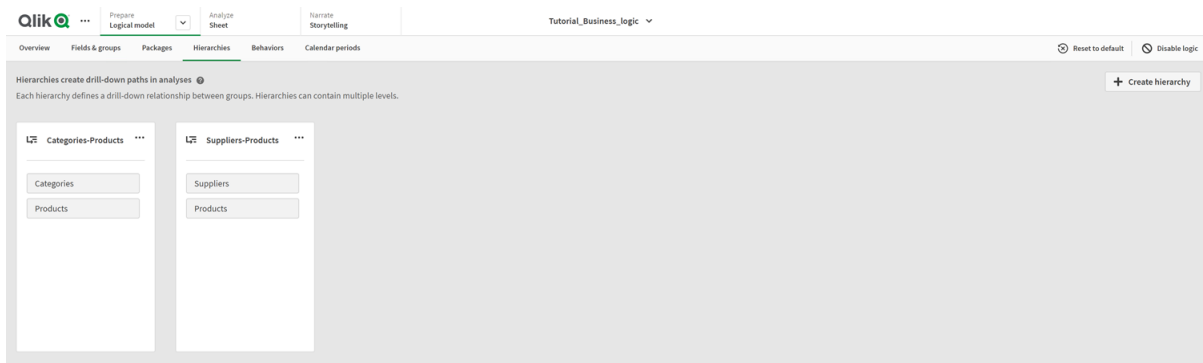 Qlik
Prepare
Logical model
Analyze
Sheet
Narrate
Storytelling
Tutorial_Business_logic
Overview Fields & groups Packages Hierarchies Behaviors Calendar periods Reset to default Disable logic
Hierarchies create drill-down paths in analyses
Each hierarchy defines a drill-down relationship between groups. Hierarchies can contain multiple levels.
Create hierarchy
Categories-Products
Categories
Products
Suppliers-Products
Suppliers
Products